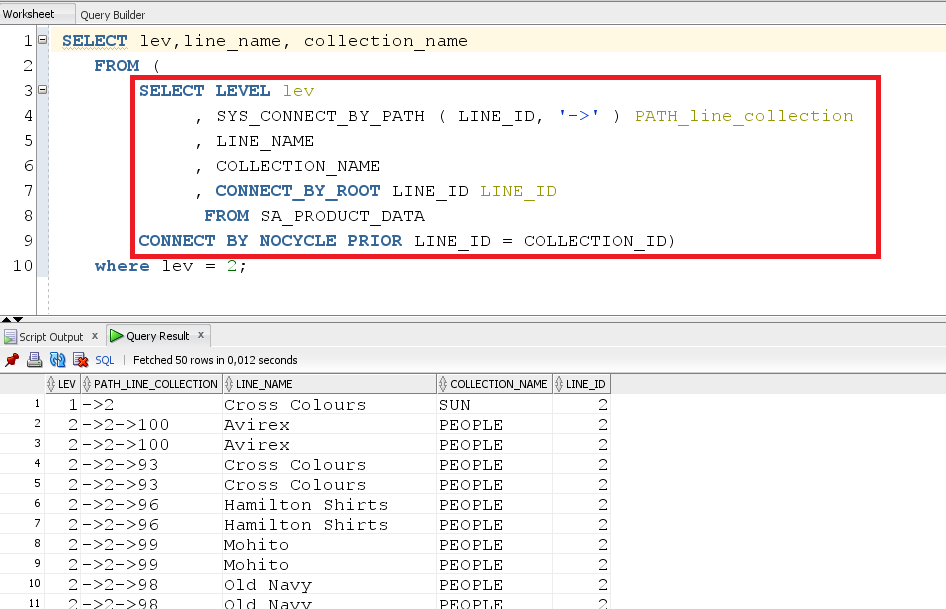 Worksheet Query Builder
1 SELECT lev,line_name, collection_name
2 FROM (
3 SELECT LEVEL lev
4 , SYS_CONNECT_BY_PATH ( LINE_ID, '->' ) PATH_line_collection
5 , LINE_NAME
6 , COLLECTION_NAME
7 , CONNECT_BY_ROOT LINE_ID LINE_ID
8 FROM SA_PRODUCT_DATA
9 CONNECT BY NOCYCLE PRIOR LINE_ID = COLLECTION_ID)
10 where lev = 2;
Script Output x Query Result x
SQL | Fetched 50 rows in 0,012 seconds
LEV PATH_LINE_COLLECTION LINE_NAME COLLECTION_NAME LINE_ID
1 1 ->2 Cross Colours SUN 2
2 2 ->2->100 Avirex PEOPLE 2
3 2 ->2->100 Avirex PEOPLE 2
4 2 ->2->93 Cross Colours PEOPLE 2
5 2 ->2->93 Cross Colours PEOPLE 2
6 2 ->2->96 Hamilton Shirts PEOPLE 2
7 2 ->2->96 Hamilton Shirts PEOPLE 2
8 2 ->2->99 Mohito PEOPLE 2
9 2 ->2->99 Mohito PEOPLE 2
10 2 ->2->98 Old Navy PEOPLE 2
11 2 ->2->98 Old Navy PEOPLE 2